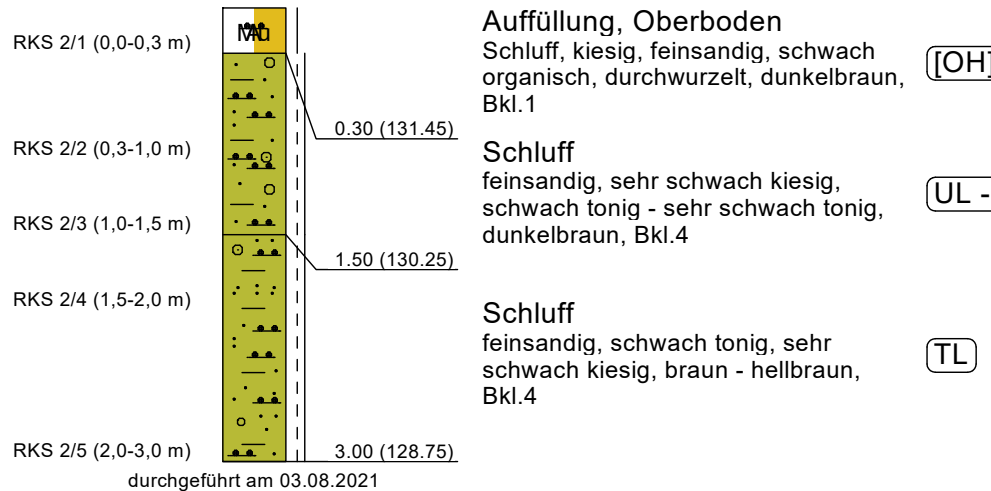 Auffüllung, Oberboden
Schluff, kiesig, feinsandig, schwach
organisch, durchwurzelt, dunkelbraun,
Bkl.1
[OH]
RKS 2/1 (0,0-0,3 m)
0.30 (131.45)
RKS 2/2 (0,3-1,0 m)
Schluff
feinsandig, sehr schwach kiesig,
schwach tonig - sehr schwach tonig,
dunkelbraun, Bkl.4
UL -
RKS 2/3 (1,0-1,5 m)
1.50 (130.25)
RKS 2/4 (1,5-2,0 m)
Schluff
feinsandig, schwach tonig, sehr
schwach kiesig, braun - hellbraun,
Bkl.4
TL
RKS 2/5 (2,0-3,0 m)
3.00 (128.75)
durchgeführt am 03.08.2021